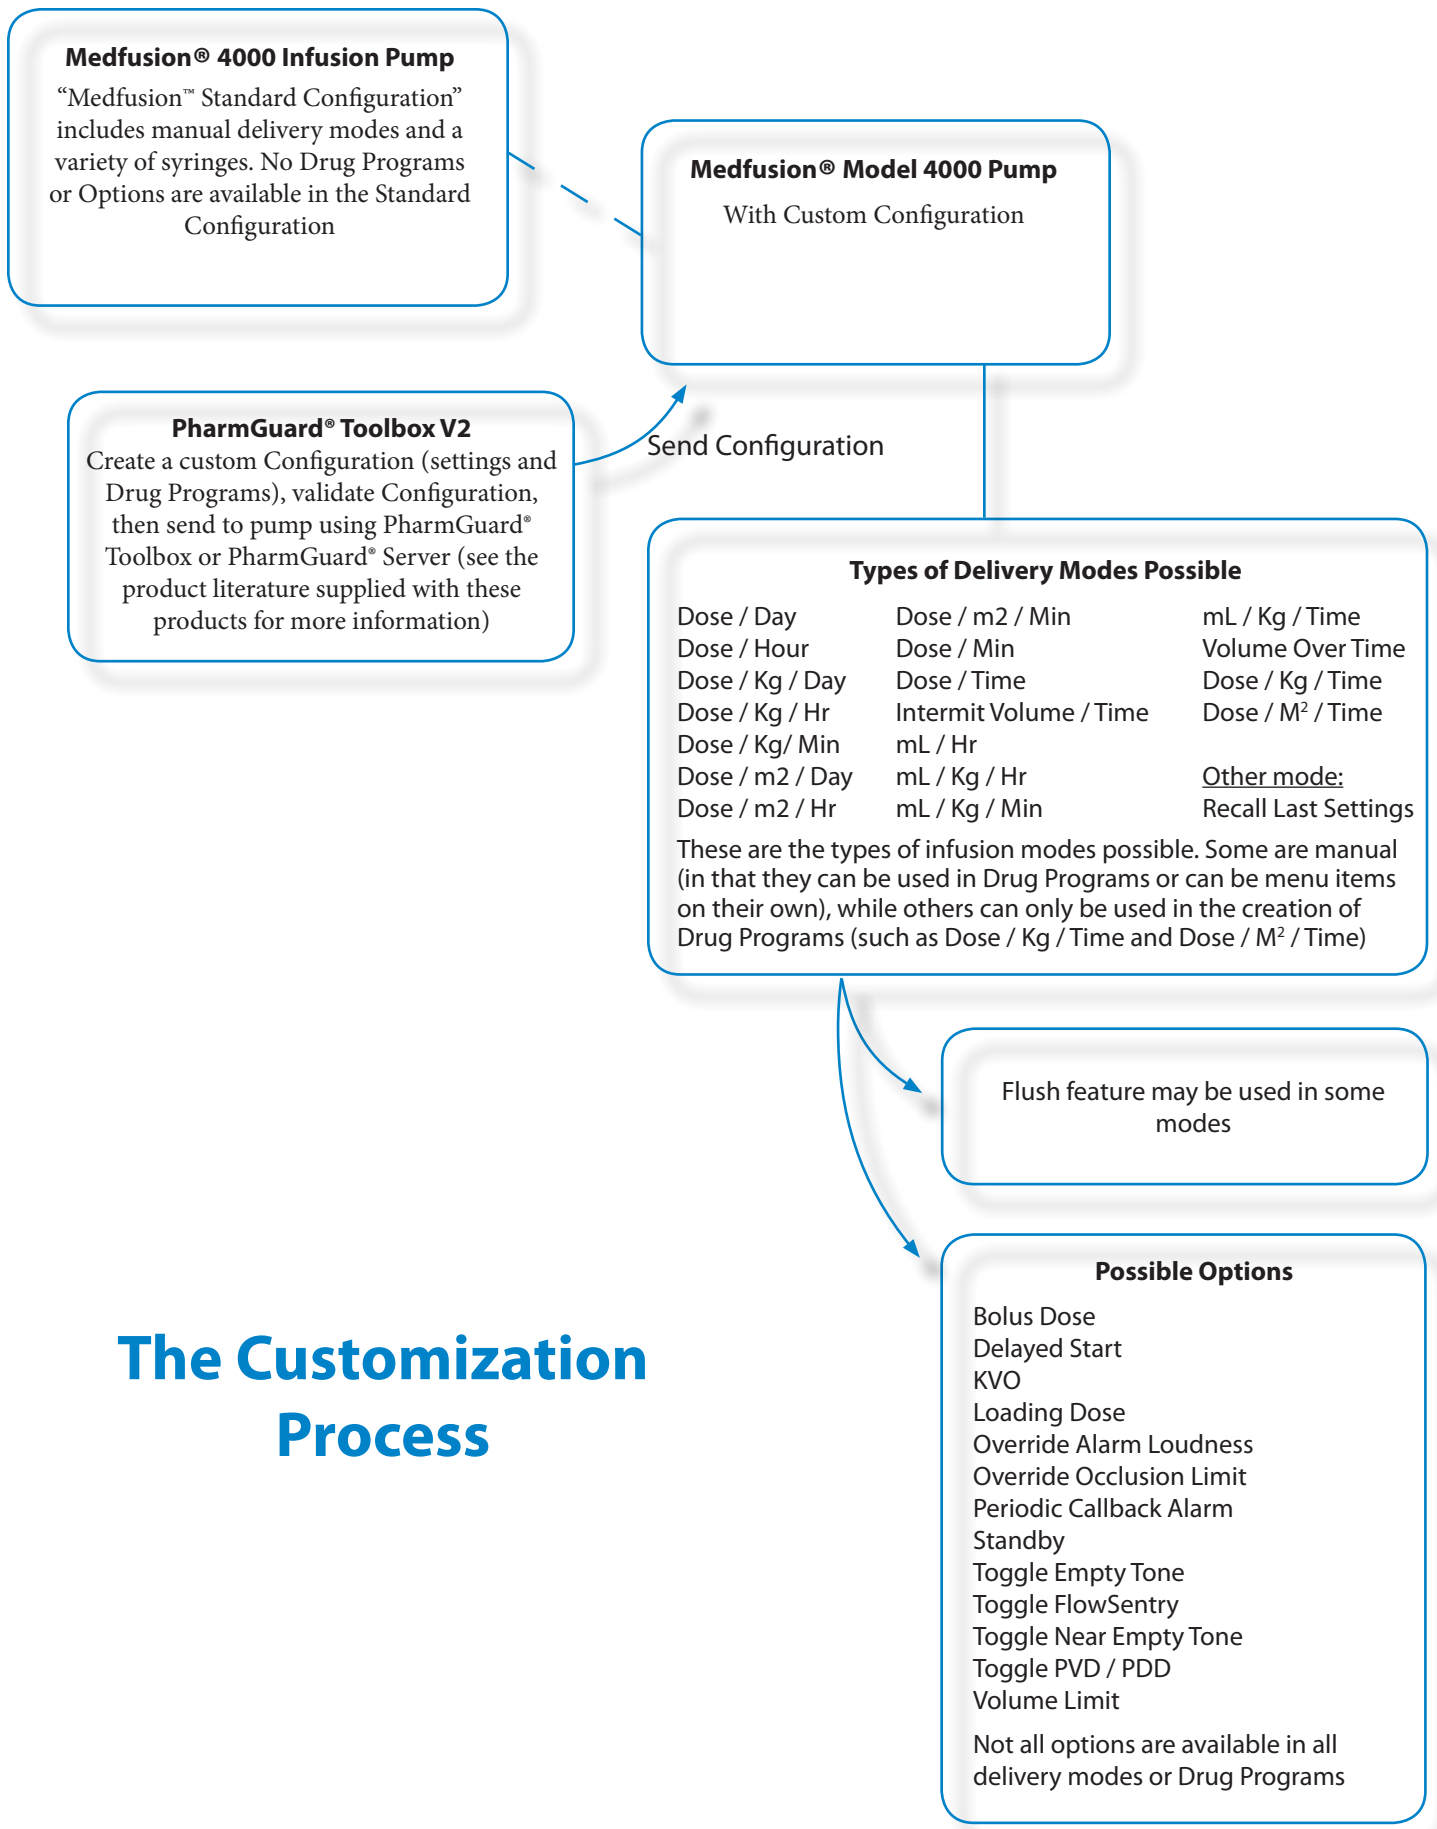 Medfusion® 4000 Infusion Pump
“Medfusion™ Standard Configuration”
includes manual delivery modes and a
variety of syringes. No Drug Programs
or Options are available in the Standard
Configuration
Medfusion® Model 4000 Pump
With Custom Configuration
PharmGuard® Toolbox V2
Create a custom Configuration (settings and
Drug Programs), validate Configuration,
then send to pump using PharmGuard®
Toolbox or PharmGuard® Server (see the
product literature supplied with these
products for more information)
Send Configuration
Types of Delivery Modes Possible
Dose / Day
Dose / Hour
Dose / Kg / Day
Dose / Kg / Hr
Dose / Kg/ Min
Dose / m2 / Day
Dose / m2 / Hr
Dose / m2 / Min
Dose / Min
Dose / Time
Intermit Volume / Time
mL / Hr
mL / Kg / Hr
mL / Kg / Min
mL / Kg / Time
Volume Over Time
Dose / Kg / Time
Dose / M² / Time
Other mode:
Recall Last Settings
These are the types of infusion modes possible. Some are manual
(in that they can be used in Drug Programs or can be menu items
on their own), while others can only be used in the creation of
Drug Programs (such as Dose / Kg / Time and Dose / M² / Time)
Flush feature may be used in some
modes
Possible Options
Bolus Dose
Delayed Start
KVO
Loading Dose
Override Alarm Loudness
Override Occlusion Limit
Periodic Callback Alarm
Standby
Toggle Empty Tone
Toggle FlowSentry
Toggle Near Empty Tone
Toggle PVD / PDD
Volume Limit
Not all options are available in all
delivery modes or Drug Programs
The Customization
Process